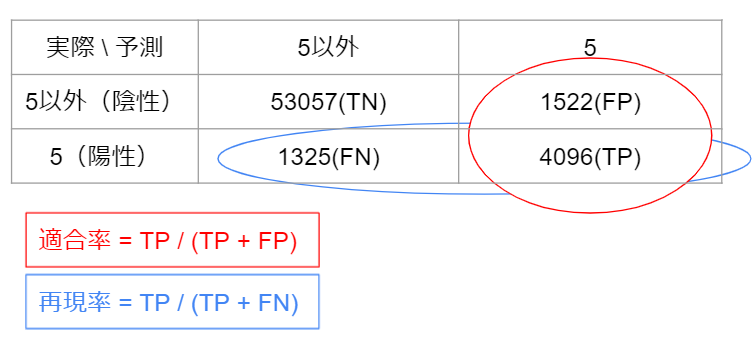 実際 \ 予測 5以外 5
5以外（陰性） 53057(TN) 1522(FP)
5（陽性） 1325(FN) 4096(TP)
適合率 = TP / (TP + FP)
再現率 = TP / (TP + FN)